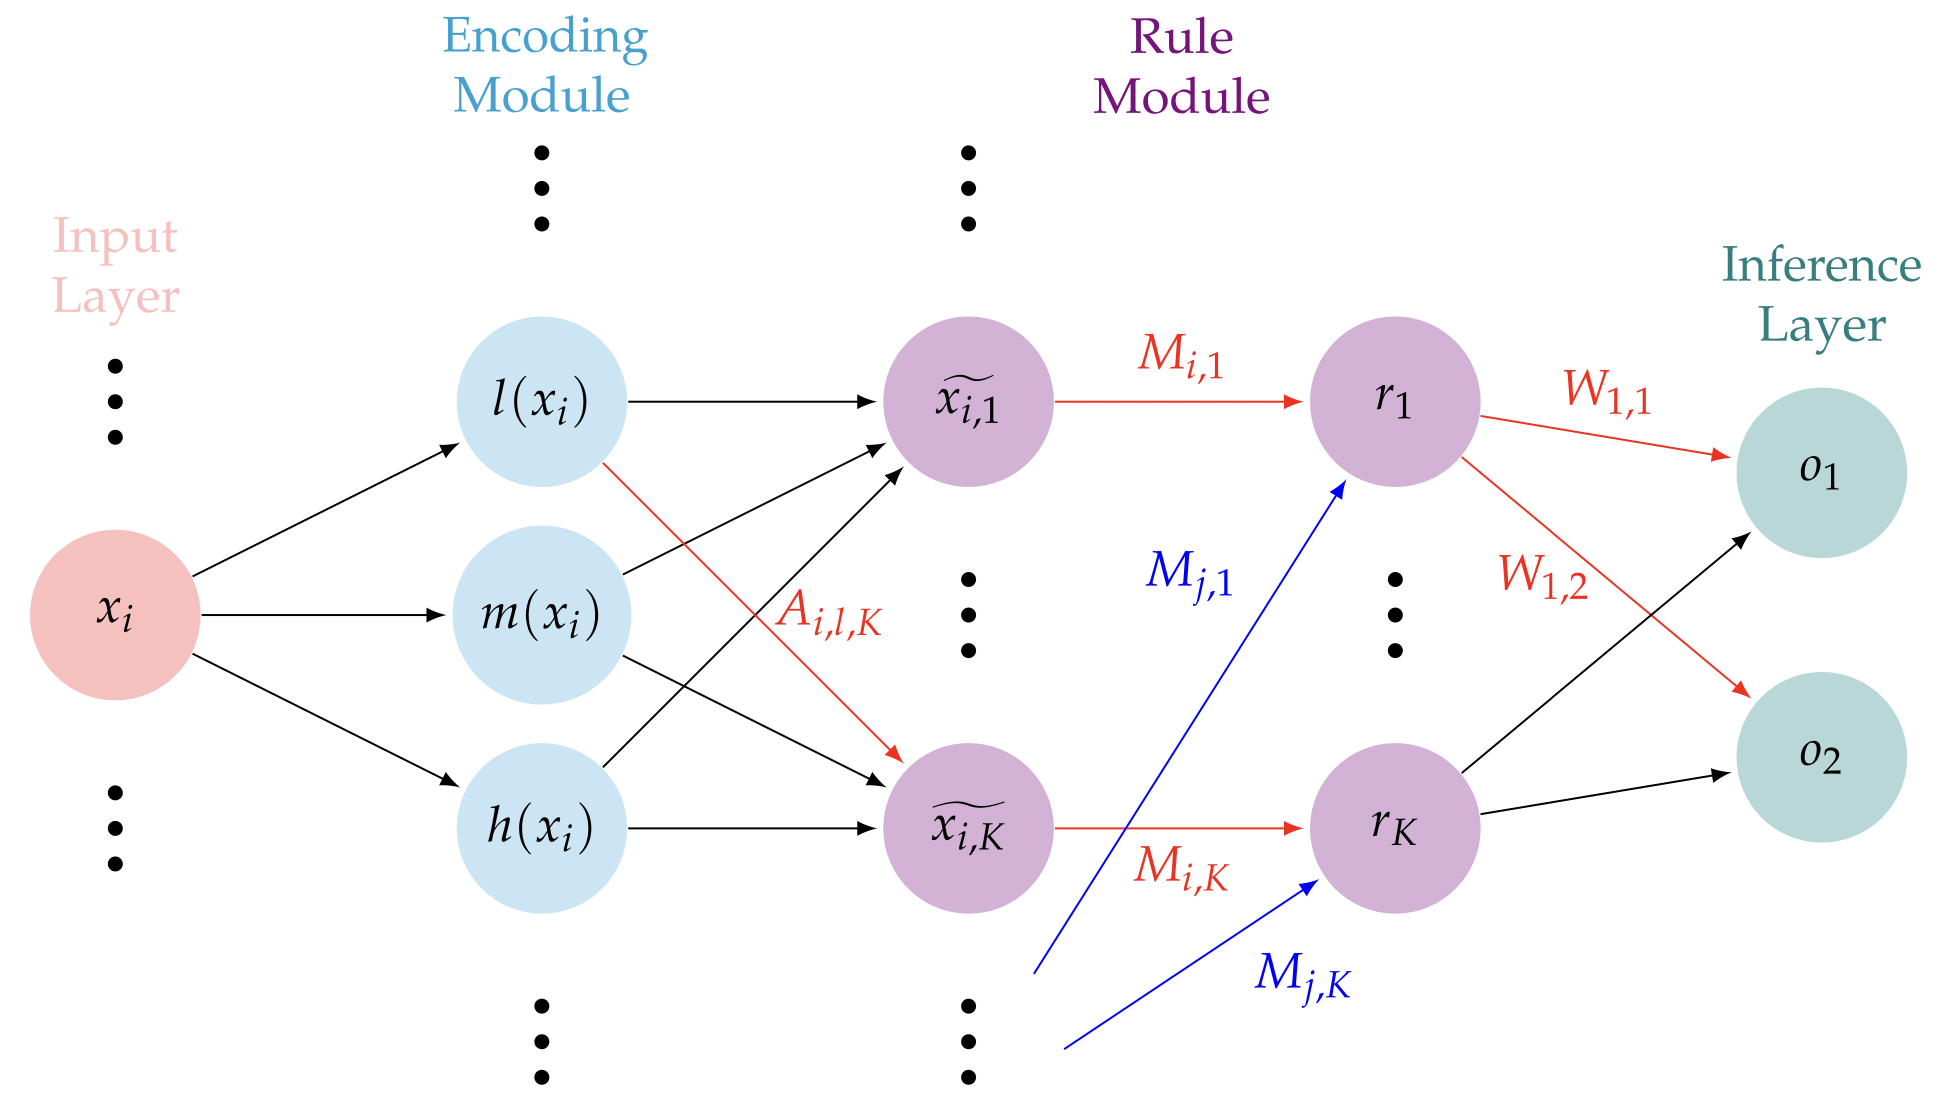 Encoding
Module
Rule
Module
Input
Layer
Inference
Layer
l(x_i)
\widetilde{x_{i,1}}
M_{i,1}
r_1
W_{1,1}
o_1
x_i
m(x_i)
A_{i,l,K}
M_{j,1}
W_{1,2}
o_2
h(x_i)
\widetilde{x_{i,K}}
M_{i,K}
r_K
M_{j,K}